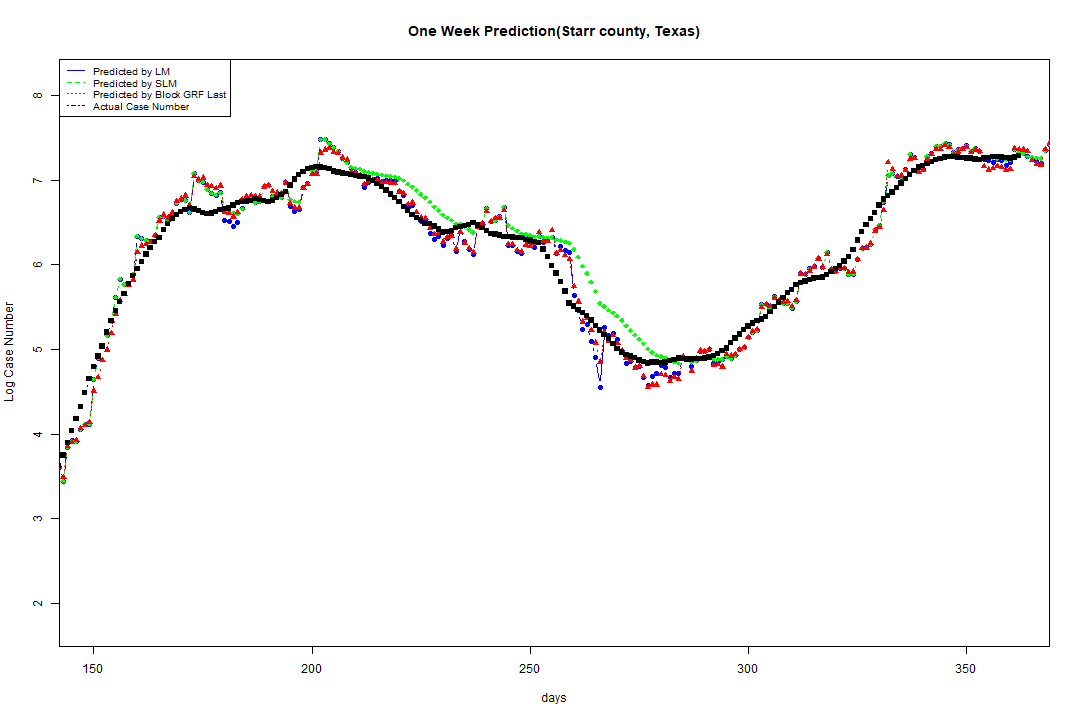 One Week Prediction(Starr county, Texas)
Predicted by LM
Predicted by SLM
Predicted by Block GRF Last
Actual Case Number
8
7
6
5
4
3
2
Log Case Number
150 200 250 300 350
days